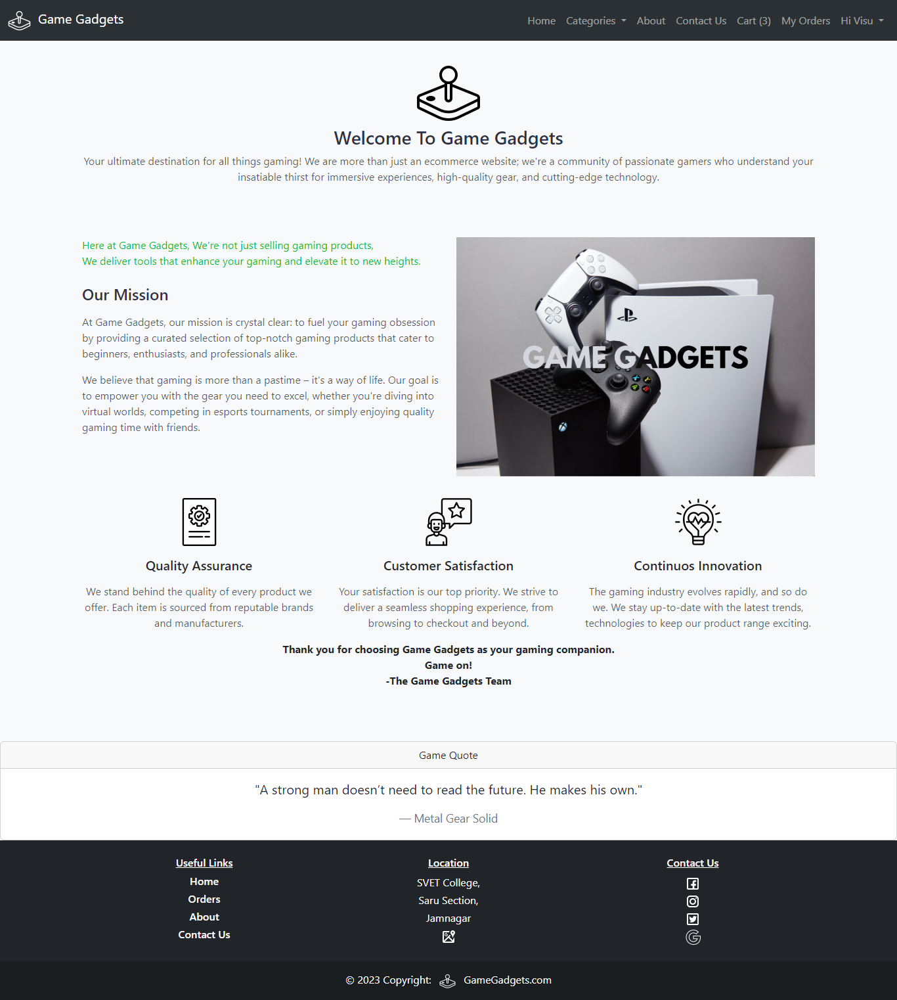 Game Gadgets
Home Categories About Contact Us Cart (3) My Orders Hi Visu
Welcome To Game Gadgets
Your ultimate destination for all things gaming! We are more than just an ecommerce website; we're a community of passionate gamers who understand your
insatiable thirst for immersive experiences, high-quality gear, and cutting-edge technology.
Here at Game Gadgets, We're not just selling gaming products,
We deliver tools that enhance your gaming and elevate it to new heights.
Our Mission
At Game Gadgets, our mission is crystal clear: to fuel your gaming obsession
by providing a curated selection of top-notch gaming products that cater to
beginners, enthusiasts, and professionals alike.
We believe that gaming is more than a pastime – it's a way of life. Our goal is
to empower you with the gear you need to excel, whether you're diving into
virtual worlds, competing in esports tournaments, or simply enjoying quality
gaming time with friends.
GAME GADGETS
Quality Assurance
We stand behind the quality of every product we
offer. Each item is sourced from reputable brands
and manufacturers.
Customer Satisfaction
Your satisfaction is our top priority. We strive to
deliver a seamless shopping experience, from
browsing to checkout and beyond.
Continuos Innovation
The gaming industry evolves rapidly, and so do
we. We stay up-to-date with the latest trends,
technologies to keep our product range exciting.
Thank you for choosing Game Gadgets as your gaming companion.
Game on!
-The Game Gadgets Team
Game Quote
"A strong man doesn’t need to read the future. He makes his own."
— Metal Gear Solid
Useful Links
Home
Orders
About
Contact Us
Location
SVET College,
Saru Section,
Jamnagar
Contact Us
© 2023 Copyright: GameGadgets.com